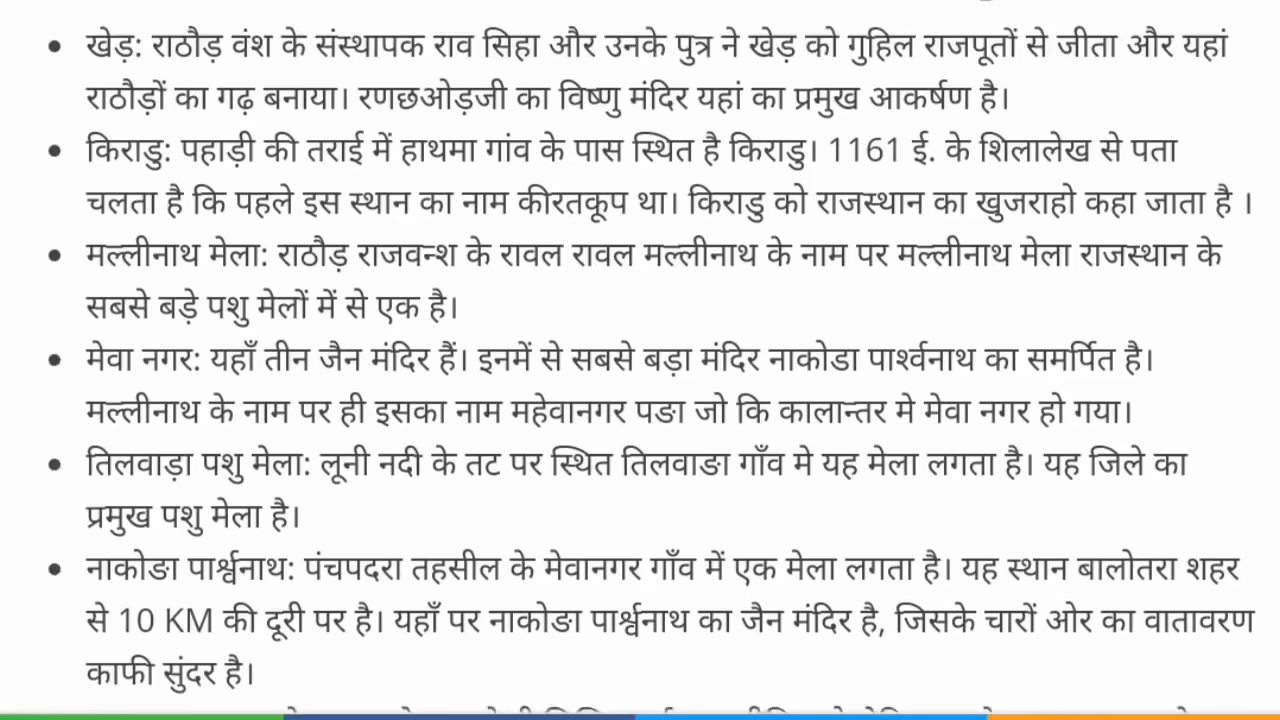 • खेड़: राठौड़ वंश के संस्थापक राव सिहा और उनके पुत्र ने खेड़ को गुहिल राजपूतों से जीता और यहां
राठौड़ों का गढ़ बनाया। रणछओड़जी का विष्णु मंदिर यहां का प्रमुख आकर्षण है।
• किराडु: पहाड़ी की तराई में हाथमा गांव के पास स्थित है किराडु। 1161 ई. के शिलालेख से पता
चलता है कि पहले इस स्थान का नाम कीरतकूप था। किराडु को राजस्थान का खुजराहो कहा जाता है ।
• मल्लीनाथ मेला: राठौड़ राजवन्श के रावल रावल मल्लीनाथ के नाम पर मल्लीनाथ मेला राजस्थान के
सबसे बड़े पशु मेलों में से एक है।
• मेवा नगर: यहाँ तीन जैन मंदिर हैं। इनमें से सबसे बड़ा मंदिर नाकोडा पार्श्वनाथ का समर्पित है।
मल्लीनाथ के नाम पर ही इसका नाम महेवानगर पङा जो कि कालान्तर मे मेवा नगर हो गया।
• तिलवाड़ा पशु मेला: लूनी नदी के तट पर स्थित तिलवाङा गाँव मे यह मेला लगता है। यह जिले का
प्रमुख पशु मेला है।
• नाकोङा पार्श्वनाथ: पंचपदरा तहसील के मेवानगर गाँव में एक मेला लगता है। यह स्थान बालोतरा शहर
से 10 KM की दूरी पर है। यहाँ पर नाकोङा पार्श्वनाथ का जैन मंदिर है, जिसके चारों ओर का वातावरण
काफी सुंदर है।